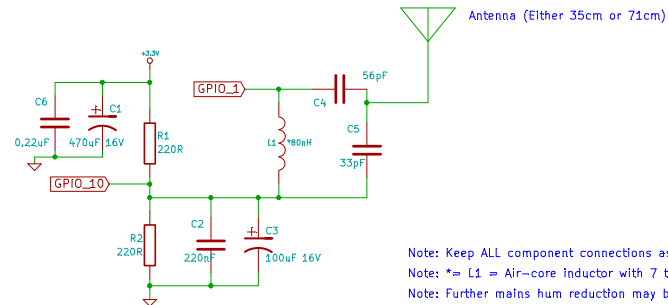 Antenna (Either 35cm or 71cm)
+3.3V
56pF
GPIO_1
C4
C6
C1
C5
R1
220R
L1
*80nH
0.22uF
470uF 16V
33pF
GPIO_10
C2
C3
R2
220R
220nF
100uF 16V
Note: Keep ALL component connections as
Note: *= L1 = Air-core inductor with 7 t
Note: Further mains hum reduction may b